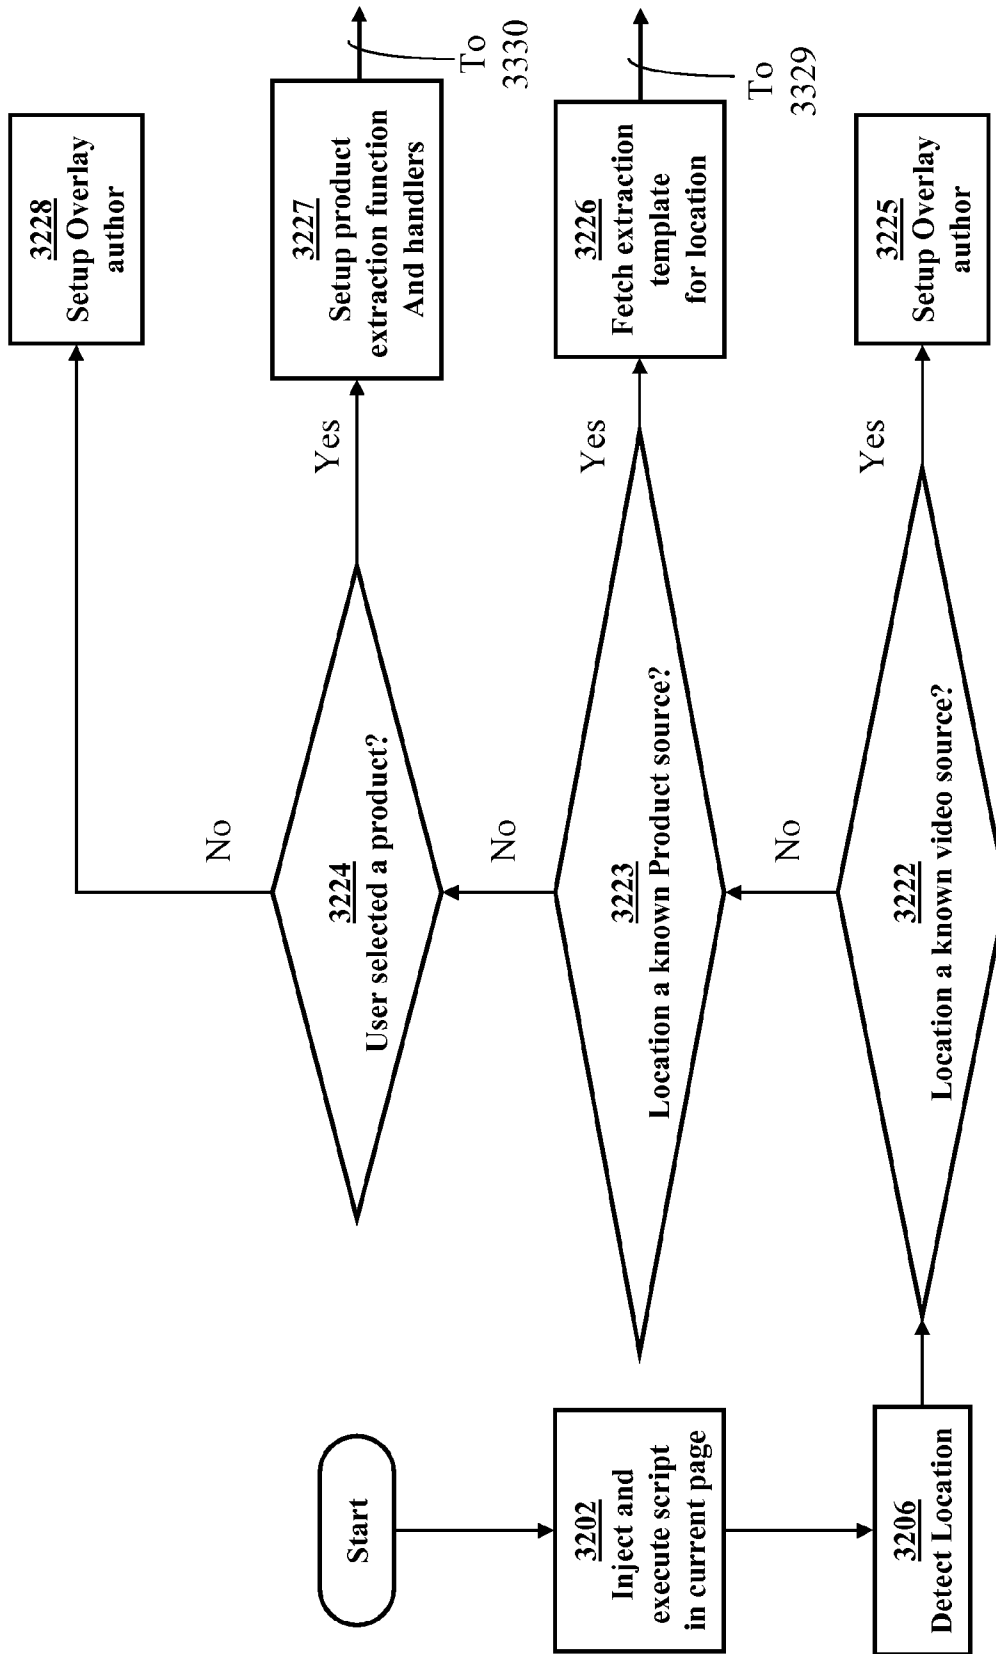 Start
3202
Inject and
execute script
in current page
3206
Detect Location
3222
Location a known video source?
Yes
3225
Setup Overlay
author
No
3223
Location a known Product source?
Yes
3226
Fetch extraction
template
for location
To
3329
No
3224
User selected a product?
Yes
3227
Setup product
extraction function
And handlers
To
3330
No
3228
Setup Overlay
author